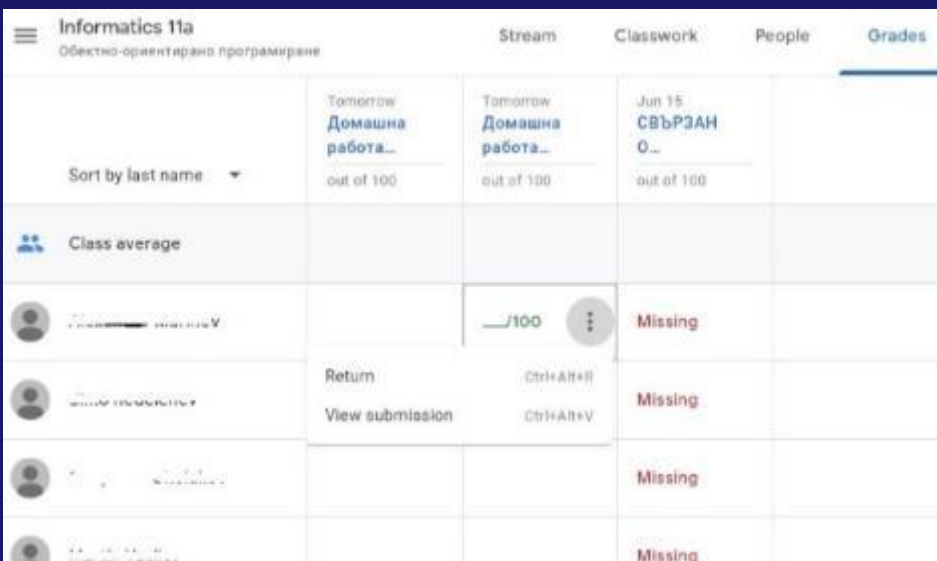 Informatics 11a
Обектно-ориентирано програмиране
Stream
Classwork
People
Grades
Sort by last name
Tomorrow
Домашна
работа...
out of 100
Tomorrow
Домашна
работа...
out of 100
Jun 15
СВЪРЗАН
О...
out of 100
Class average
__/100
Missing
Return Ctrl+Alt+R
View submission Ctrl+Alt+V
Missing
Missing
Missing